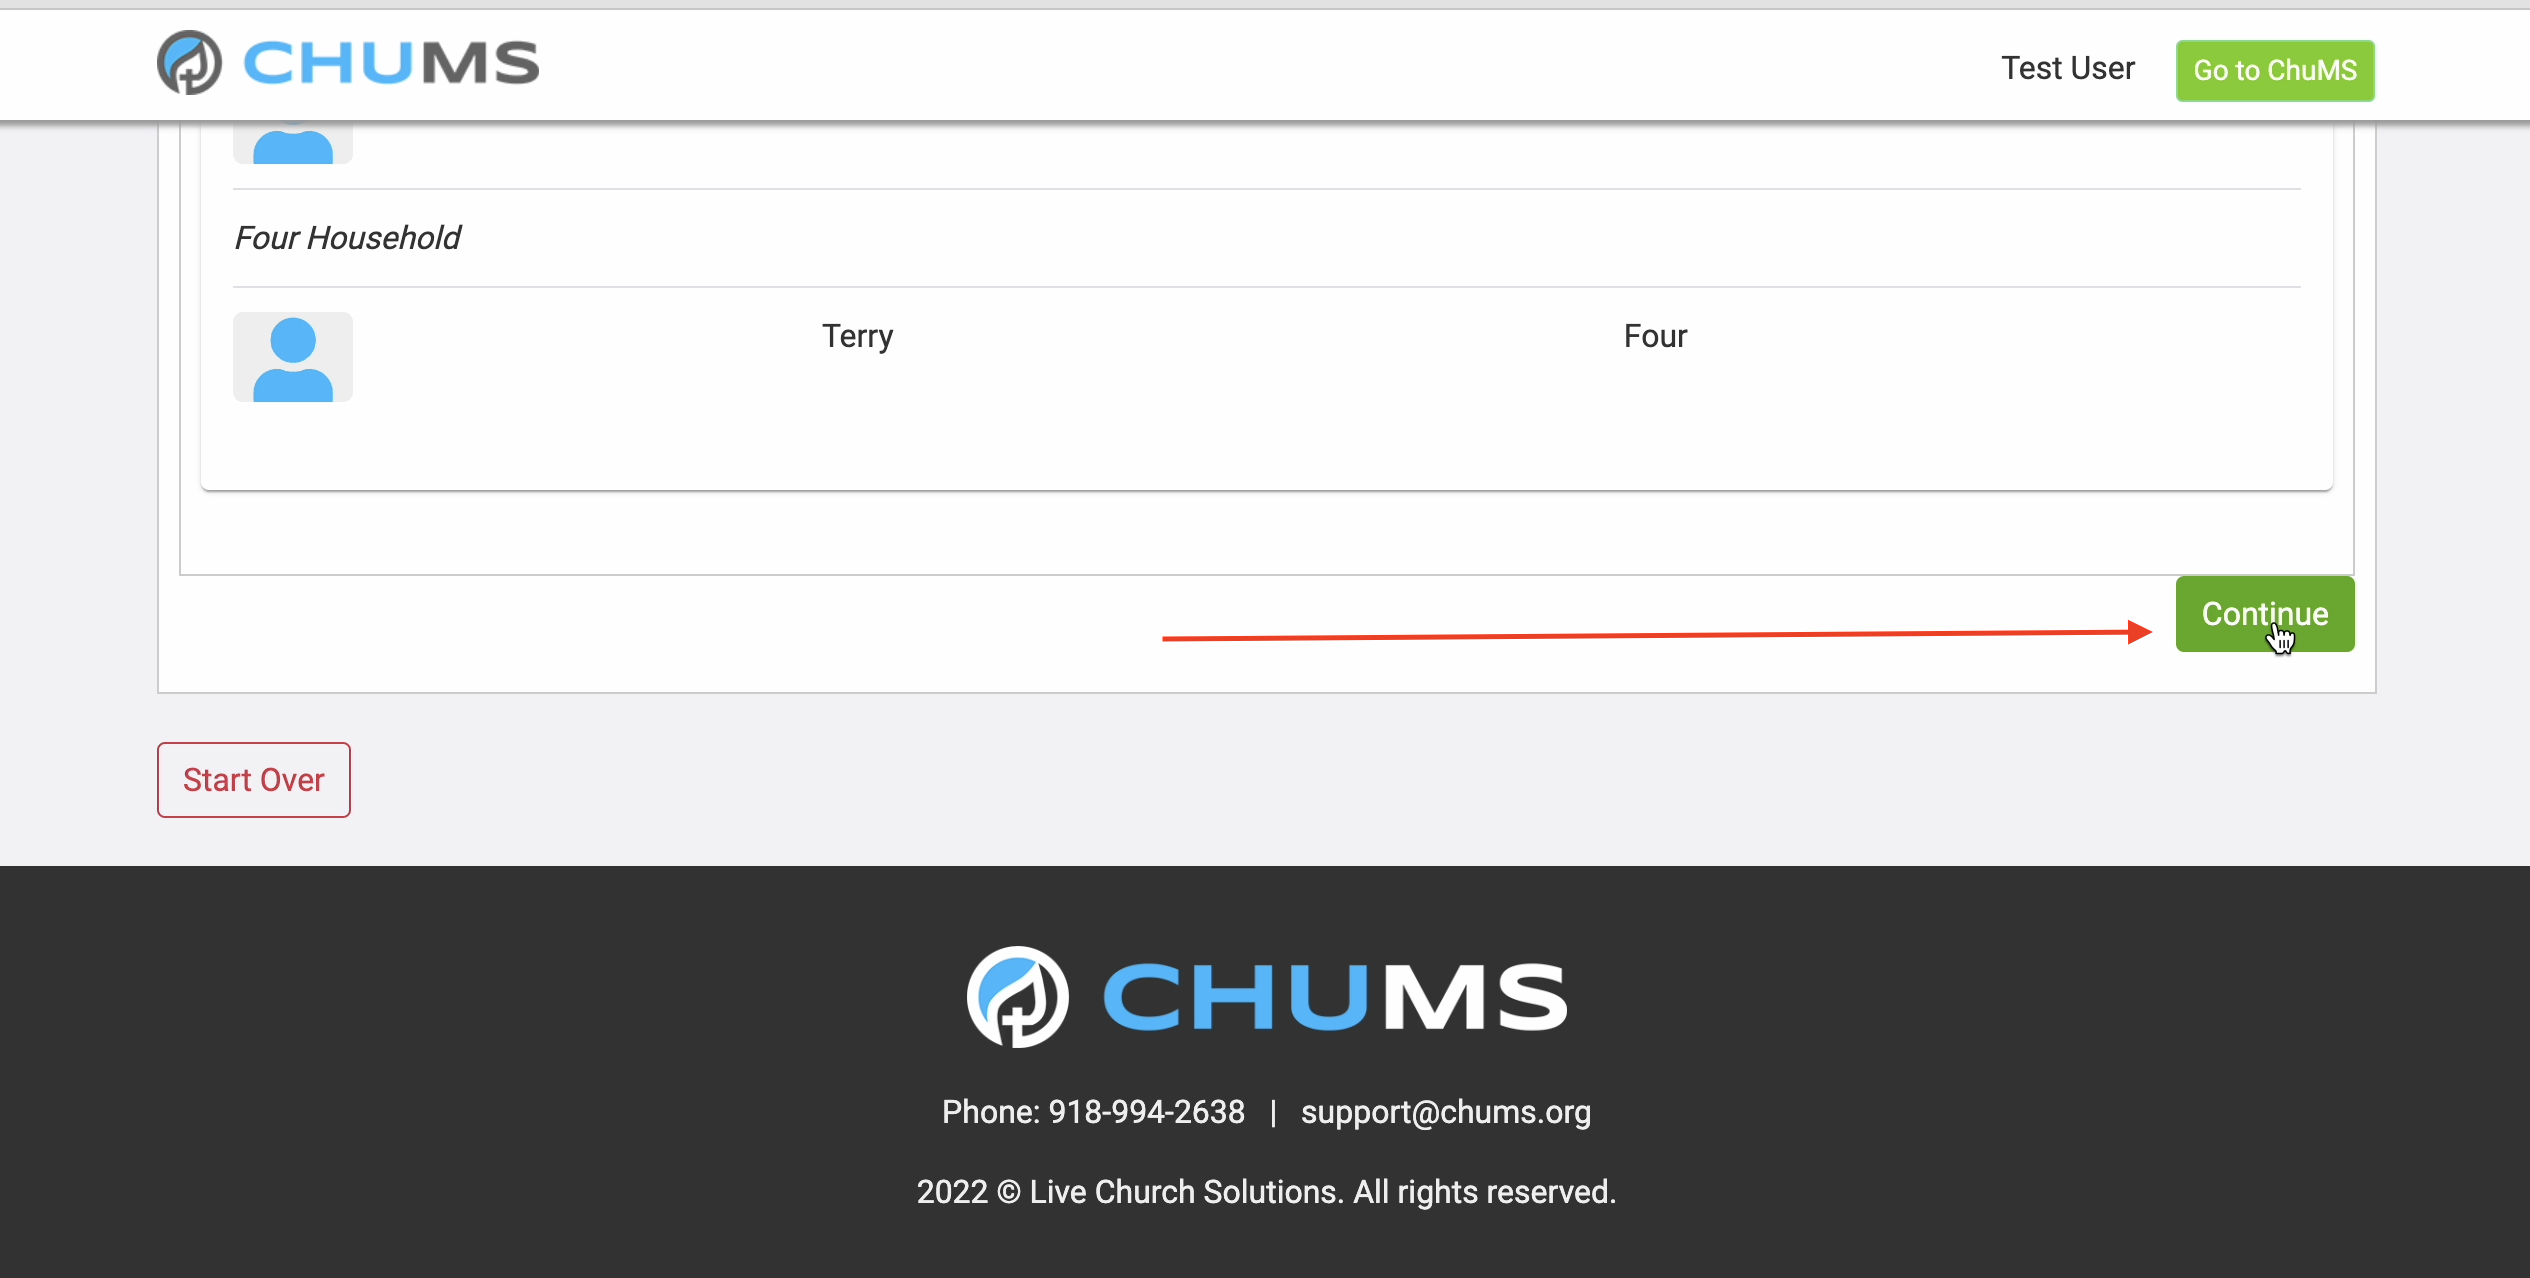 CHUMS
Test User
Go to ChuMS
Four Household
Terry
Four
Continue
Start Over
CHUMS
Phone: 918-994-2638 | support@chums.org
2022 © Live Church Solutions. All rights reserved.